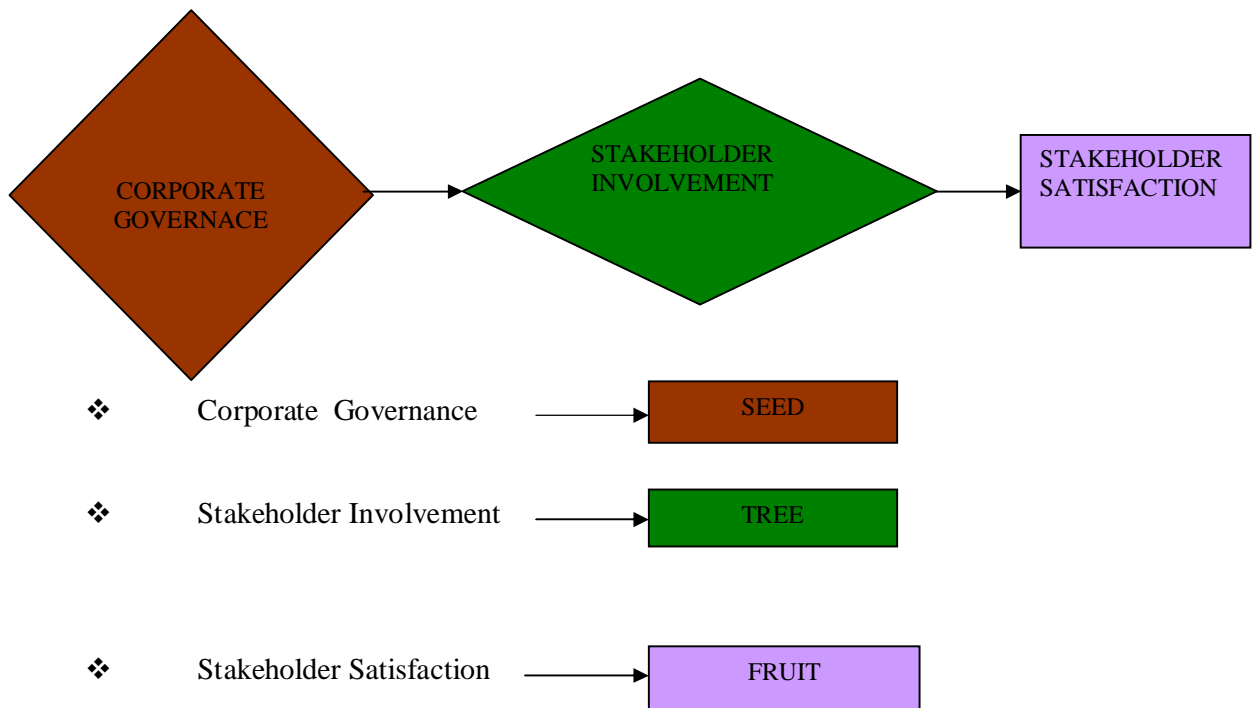 CORPORATE
GOVERNACE
STAKEHOLDER
INVOLVEMENT
STAKEHOLDER
SATISFACTION
❖ Corporate Governance SEED
❖ Stakeholder Involvement TREE
❖ Stakeholder Satisfaction FRUIT